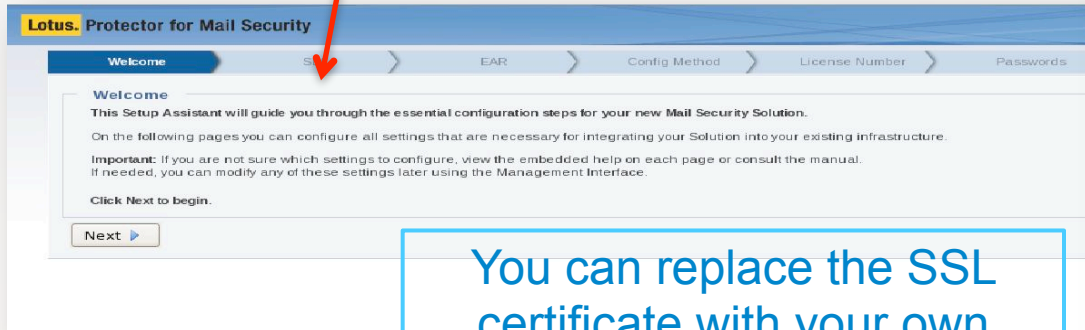 Lotus. Protector for Mail Security
Welcome
EAR
Config Method
License Number
Passwords
Welcome
This Setup Assistant will guide you through the essential configuration steps for your new Mail Security Solution.
On the following pages you can configure all settings that are necessary for integrating your Solution into your existing infrastructure.
Important: If you are not sure which settings to configure, view the embedded help on each page or consult the manual.
If needed, you can modify any of these settings later using the Management Interface.
Click Next to begin.
Next
You can replace the SSL
certificate with your own